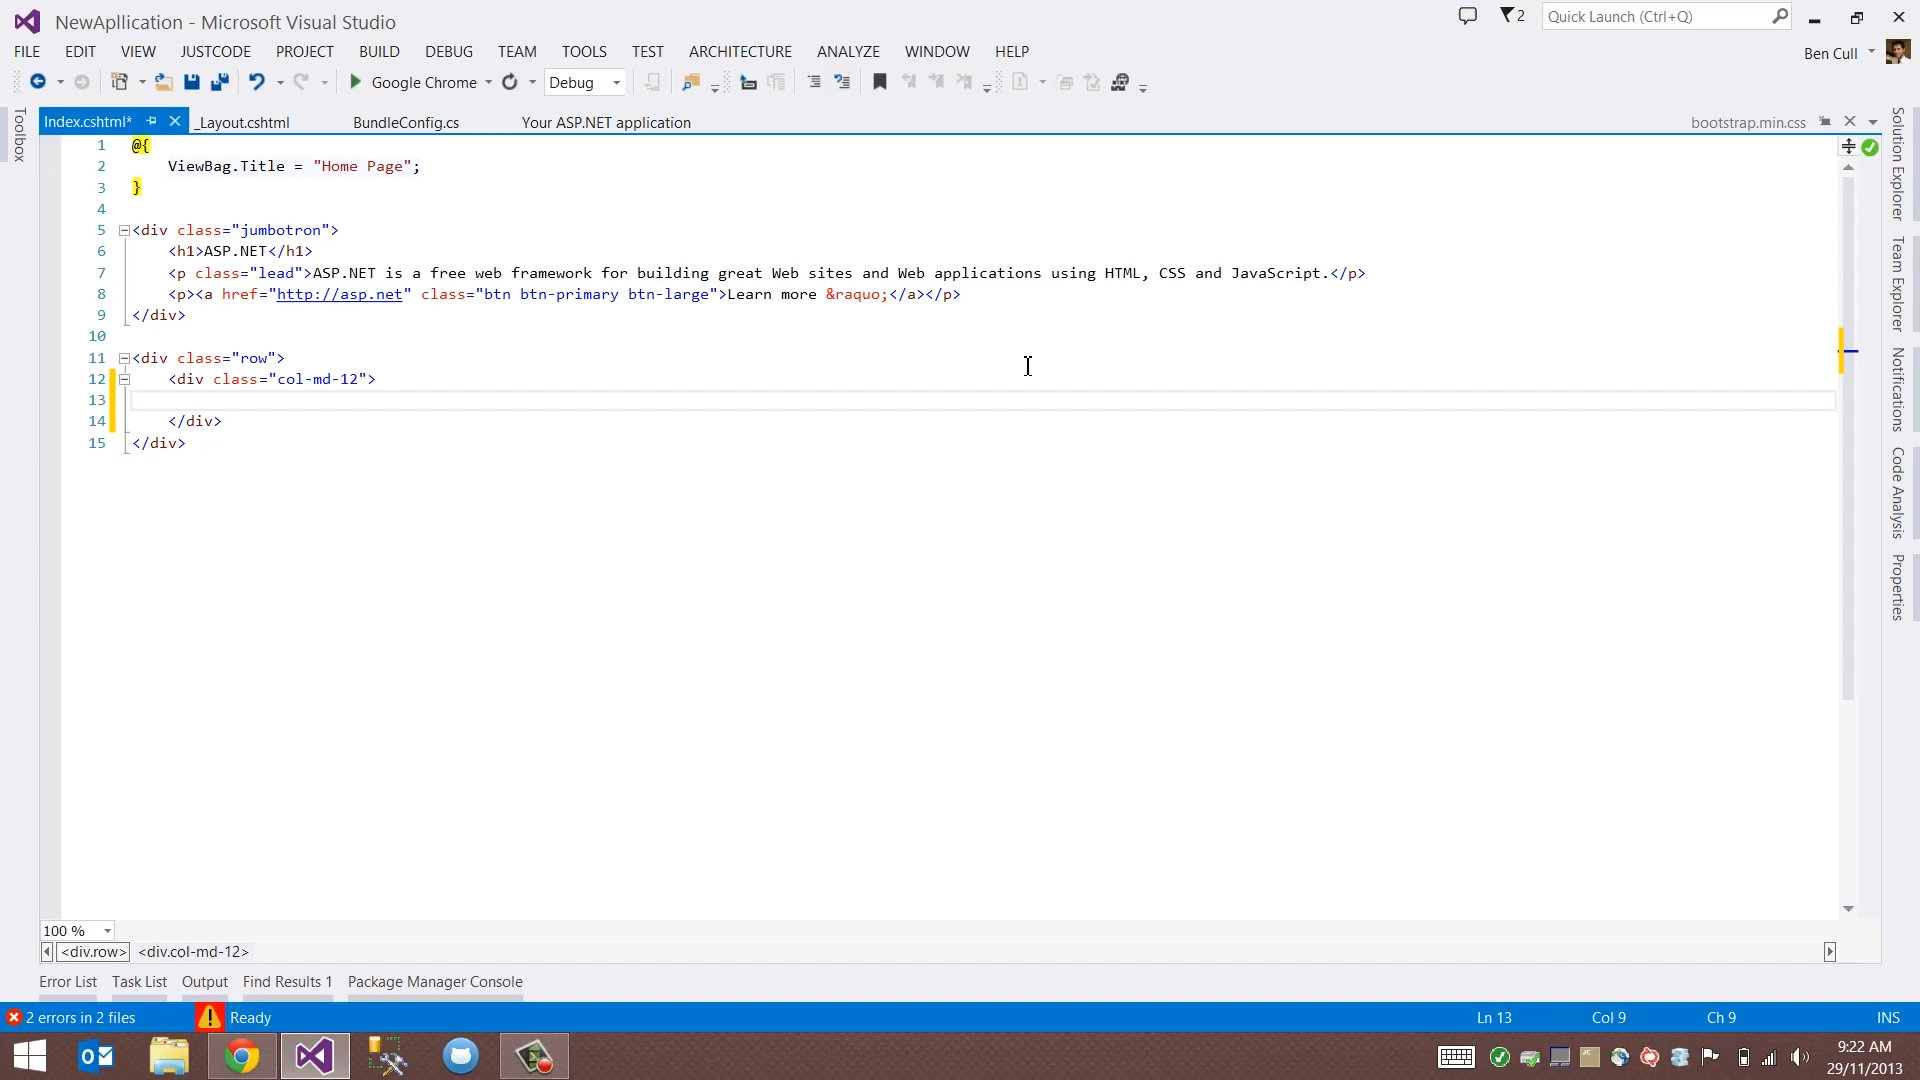 NewApllication - Microsoft Visual Studio
2
Quick Launch (Ctrl+Q)
FILE EDIT VIEW JUSTCODE PROJECT BUILD DEBUG TEAM TOOLS TEST ARCHITECTURE ANALYZE WINDOW HELP
Ben Cull
Google Chrome
Debug
Toolbox
Index.cshtml*
_Layout.cshtml
BundleConfig.cs
Your ASP.NET application
bootstrap.min.css
1 @{
2 ViewBag.Title = "Home Page";
3 }
4
5 <div class="jumbotron">
6 <h1>ASP.NET</h1>
7 <p class="lead">ASP.NET is a free web framework for building great Web sites and Web applications using HTML, CSS and JavaScript.</p>
8 <p><a href="http://asp.net" class="btn btn-primary btn-large">Learn more &raquo;</a></p>
9 </div>
10
11 <div class="row">
12 <div class="col-md-12">
13
14 </div>
15 </div>
Solution Explorer
Team Explorer
Notifications
Code Analysis
Properties
100 %
<div.row> <div.col-md-12>
Error List Task List Output Find Results 1 Package Manager Console
2 errors in 2 files
Ready
Ln 13
Col 9
Ch 9
INS
9:22 AM
29/11/2013